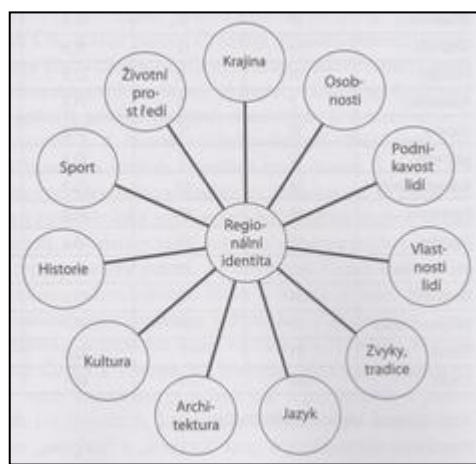 Krajina
Osob-
nosti
Podni-
kavost
lidí
Vlast-
nosti
lidí
Zvyky,
tradice
Jazyk
Archi-
tektura
Kultura
Historie
Sport
Životní
pro-
středí
Regio-
nální
identita